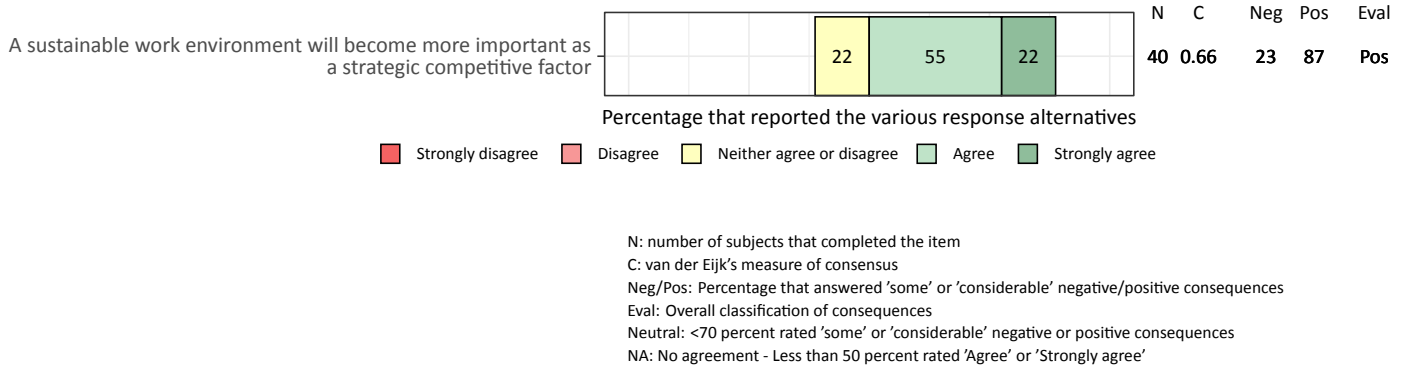 N C Neg Pos Eval
A sustainable work environment will become more important as
a strategic competitive factor
22 55 22 40 0.66 23 87 Pos
Percentage that reported the various response alternatives
Strongly disagree Disagree Neither agree or disagree Agree Strongly agree
N: number of subjects that completed the item
C: van der Eijk’s measure of consensus
Neg/Pos: Percentage that answered ’some’ or ’considerable’ negative/positive consequences
Eval: Overall classification of consequences
Neutral: <70 percent rated ’some’ or ’considerable’ negative or positive consequences
NA: No agreement - Less than 50 percent rated ’Agree’ or ’Strongly agree’